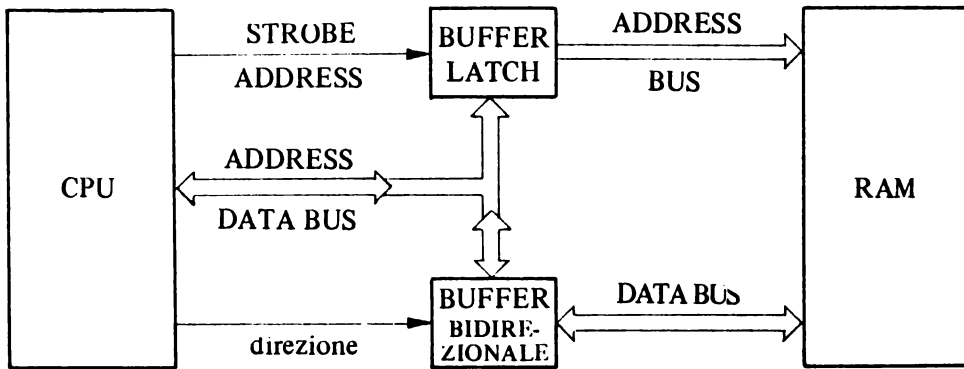 STROBE
ADDRESS
BUFFER
LATCH
ADDRESS
BUS
CPU
ADDRESS
DATA BUS
RAM
BUFFER
BIDIRE-
ZIONALE
direzione
DATA BUS